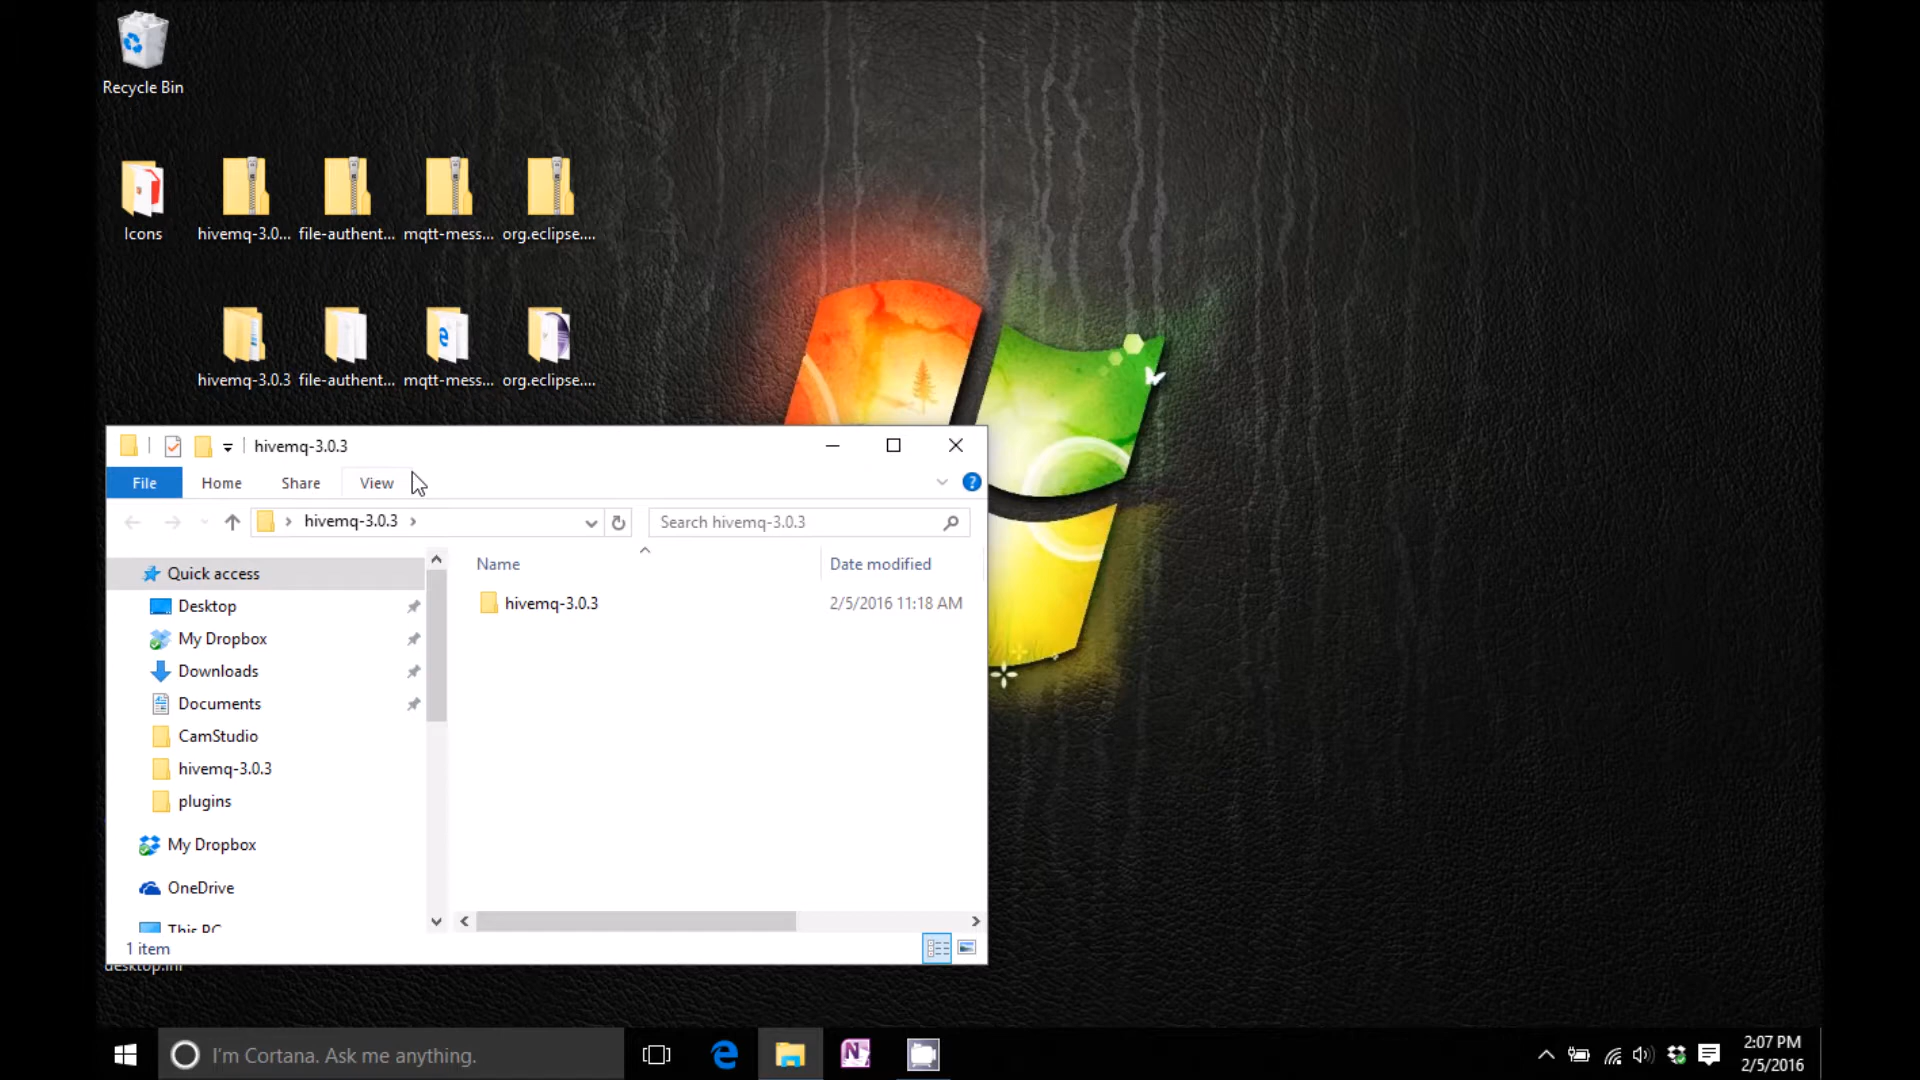 Recycle Bin
Icons
hivemq-3.0...
file-authent...
mqtt-mess...
org.eclipse....
hivemq-3.0.3
file-authent...
mqtt-mess...
org.eclipse....
hivemq-3.0.3
File
Home
Share
View
hivemq-3.0.3
Search hivemq-3.0.3
Name
Date modified
Quick access
hivemq-3.0.3
2/5/2016 11:18 AM
Desktop
My Dropbox
Downloads
Documents
CamStudio
hivemq-3.0.3
plugins
My Dropbox
OneDrive
This PC
1 item
desktop.ini
I'm Cortana. Ask me anything.
2:07 PM
2/5/2016